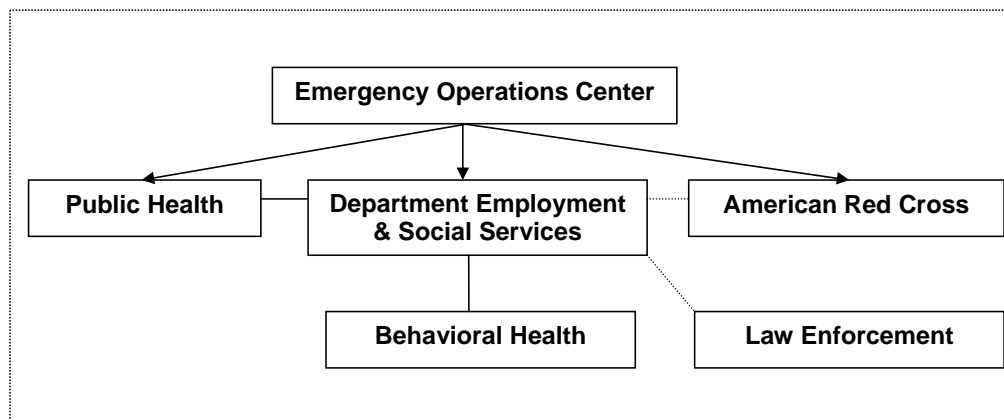 Emergency Operations Center
Public Health
Department Employment
& Social Services
American Red Cross
Behavioral Health
Law Enforcement